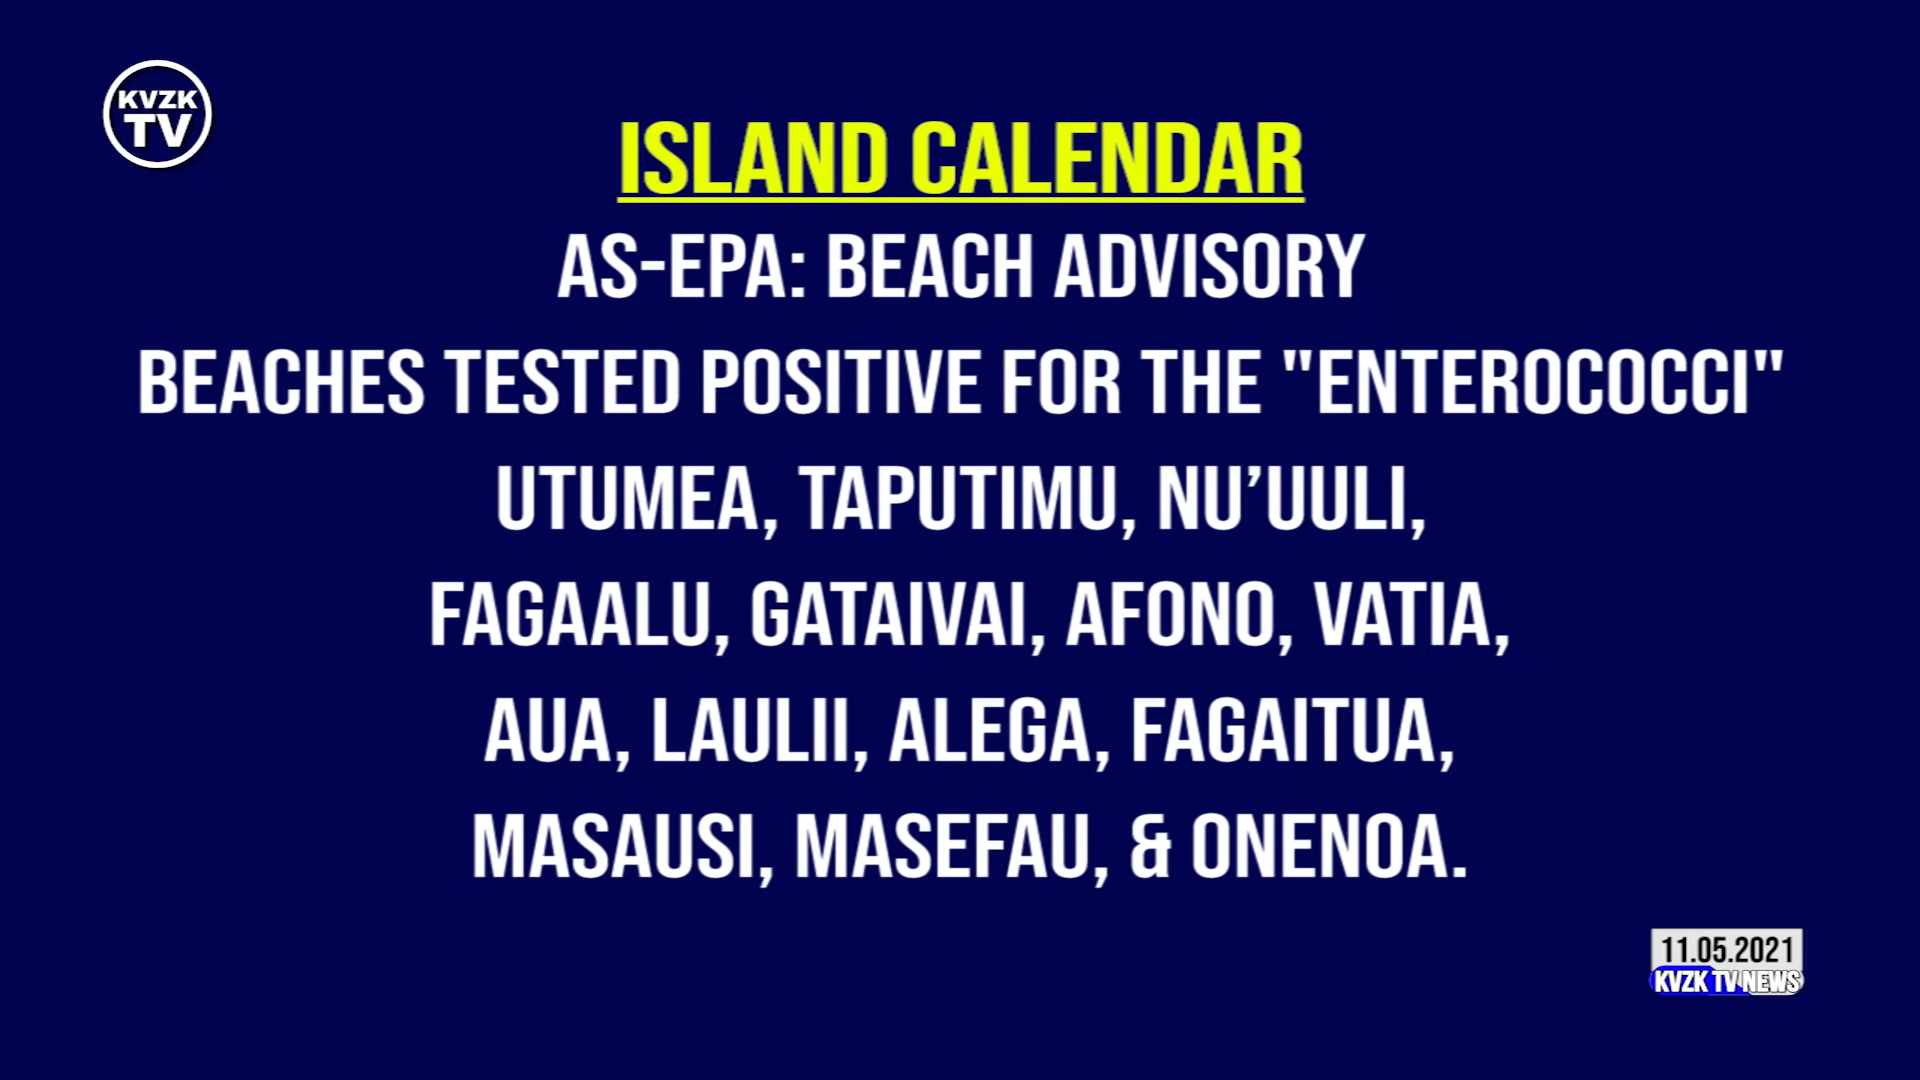 KVZK
TV
ISLAND CALENDAR
AS-EPA: BEACH ADVISORY
BEACHES TESTED POSITIVE FOR THE "ENTEROCOCCI"
UTUMEA, TAPUTIMU, NU’UULI,
FAGAALU, GATAIVAI, AFONO, VATIA,
AUA, LAULII, ALEGA, FAGAITUA,
MASAUSI, MASEFAU, & ONENOA.
11.05.2021
KVZK TV NEWS